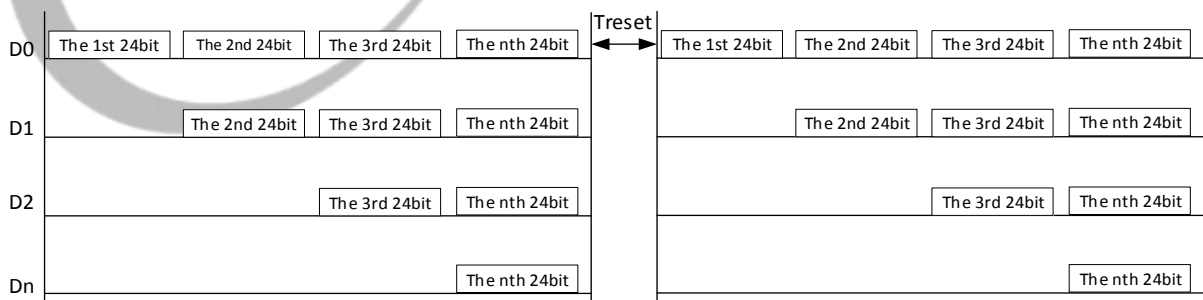 Treset
D0 The 1st 24bit The 2nd 24bit The 3rd 24bit The nth 24bit The 1st 24bit The 2nd 24bit The 3rd 24bit The nth 24bit
D1 The 2nd 24bit The 3rd 24bit The nth 24bit The 2nd 24bit The 3rd 24bit The nth 24bit
D2 The 3rd 24bit The nth 24bit The 3rd 24bit The nth 24bit
Dn The nth 24bit The nth 24bit